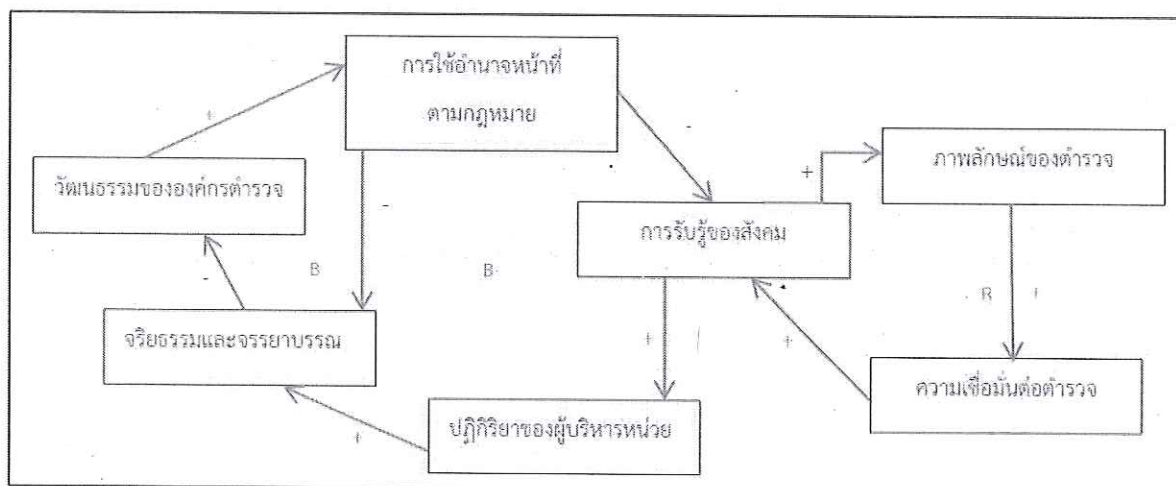 การใช้อำนาจหน้าที่
ตามกฎหมาย
+
-
ภาพลักษณ์ของตำรวจ
วัฒนธรรมขององค์กรตำรวจ
+
-
การรับรู้ของสังคม
B
B
-
R
+
จริยธรรมและจรรยาบรรณ
+
+
ความเชื่อมั่นต่อตำรวจ
ปฏิกิริยาของผู้บริหารหน่วย
+